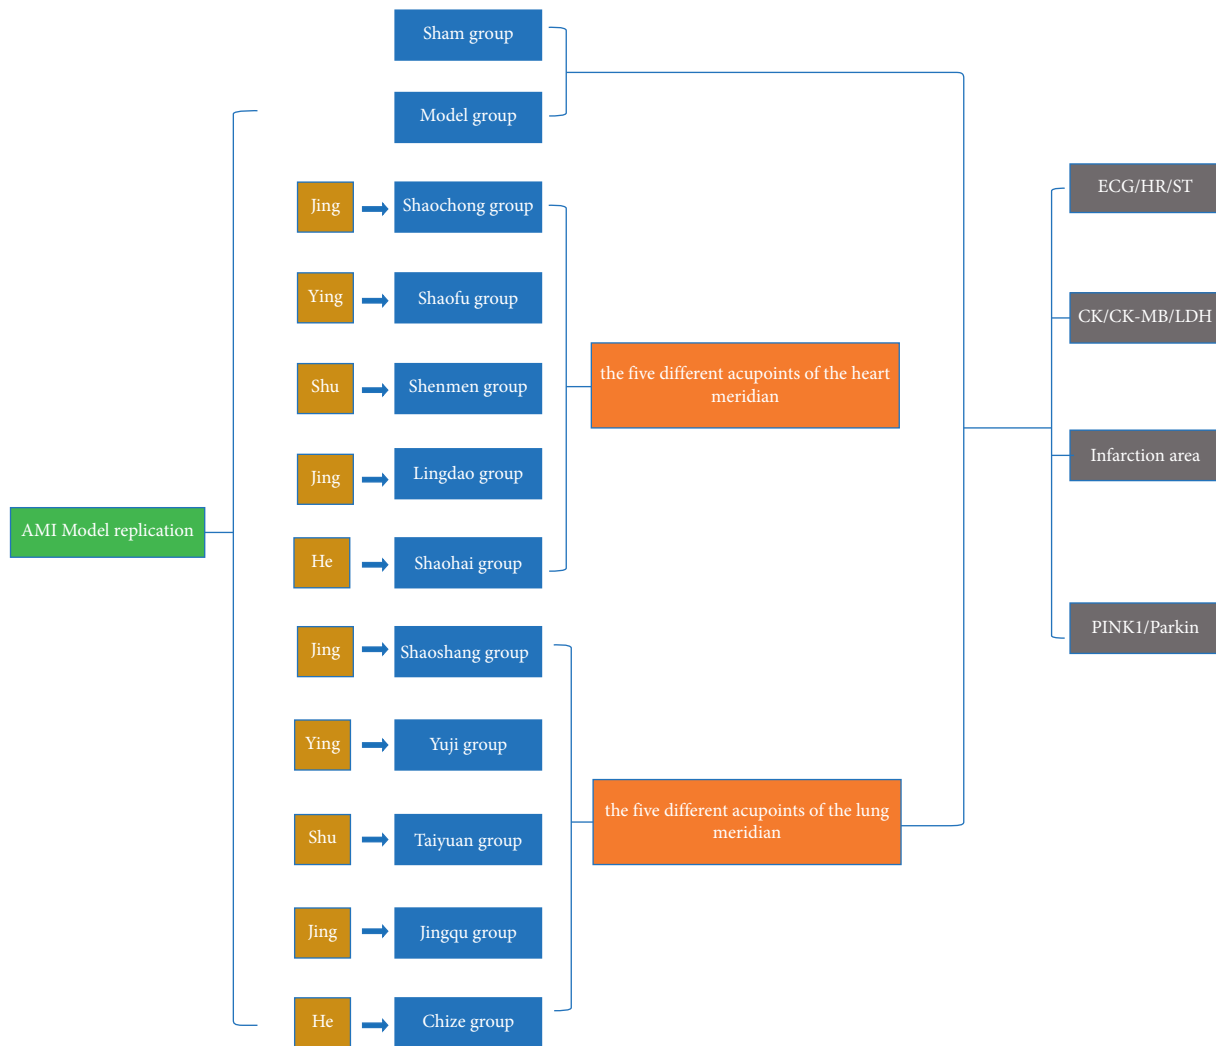 Sham group
Model group
Jing
Shaochong group
Ying
Shaofu group
Shu
Shenmen group
Jing
Lingdao group
He
Shaohai group
Jing
Shaoshang group
Ying
Yuji group
Shu
Taiyuan group
Jing
Jingqu group
He
Chize group
AMI Model replication
the five different acupoints of the heart
meridian
the five different acupoints of the lung
meridian
ECG/HR/ST
CK/CK-MB/LDH
Infarction area
PINK1/Parkin